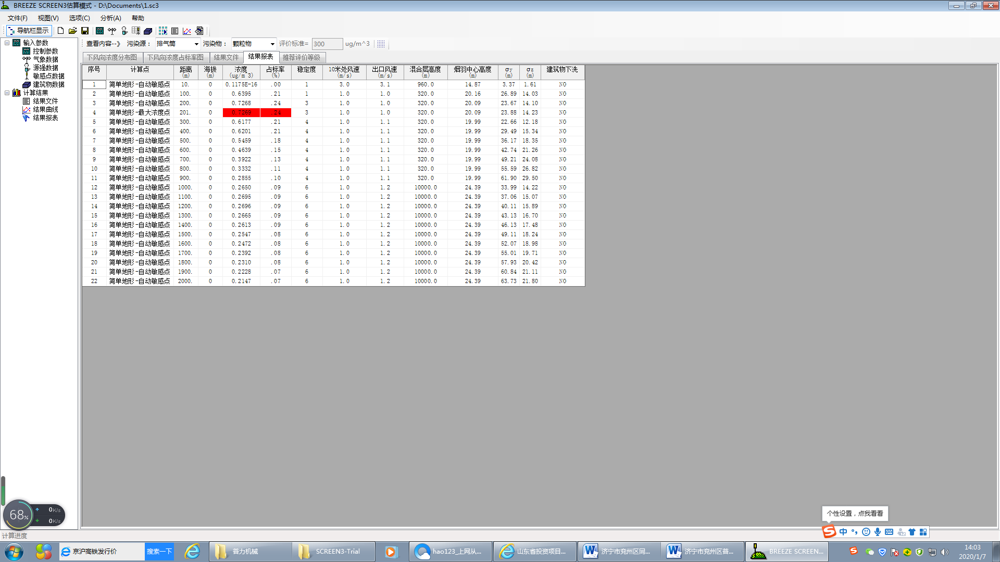 BREEZE SCREEN3估算模式 - D:\Documents\1.sc3
文件(F) 视图(V) 选项(C) 分析(A) 帮助
导航栏显示
输入参数
控制参数
气象数据
源强数据
敏感点数据
建筑物数据
计算结果
结果文件
结果曲线
结果报表
查看内容--》 污染源： 排气筒 污染物： 颗粒物 评价标准= 300 ug/m^3
下风向浓度分布图 下风向浓度占标率图 结果文件 结果报表 推荐评价等级
序号 计算点 距离 海拔 浓度 占标率 稳定度 10米处风速 出口风速 混合层高度 烟羽中心高度 σy σz 建筑物下洗
(m) (m) (ug/m^3) (%) (m/s) (m/s) (m) (m) (m) (m)
1 简单地形-自动敏感点 10. 0 0.1175E-16 .00 1 3.0 3.1 960.0 14.87 3.37 1.61 NO
2 简单地形-自动敏感点 100. 0 0.6395 .21 1 1.0 1.0 320.0 20.16 26.89 14.03 NO
3 简单地形-自动敏感点 200. 0 0.7268 .24 3 1.0 1.0 320.0 20.09 23.67 14.10 NO
4 简单地形-最大浓度点 201. 0 0.7269 .24 3 1.0 1.0 320.0 20.09 23.88 14.23 NO
5 简单地形-自动敏感点 300. 0 0.6177 .21 4 1.0 1.1 320.0 19.99 22.66 12.18 NO
6 简单地形-自动敏感点 400. 0 0.6201 .21 4 1.0 1.1 320.0 19.99 29.49 15.34 NO
7 简单地形-自动敏感点 500. 0 0.5459 .18 4 1.0 1.1 320.0 19.99 36.17 18.35 NO
8 简单地形-自动敏感点 600. 0 0.4639 .15 4 1.0 1.1 320.0 19.99 42.74 21.26 NO
9 简单地形-自动敏感点 700. 0 0.3922 .13 4 1.0 1.1 320.0 19.99 49.21 24.08 NO
10 简单地形-自动敏感点 800. 0 0.3332 .11 4 1.0 1.1 320.0 19.99 55.59 26.82 NO
11 简单地形-自动敏感点 900. 0 0.2855 .10 4 1.0 1.1 320.0 19.99 61.90 29.50 NO
12 简单地形-自动敏感点 1000. 0 0.2650 .09 6 1.0 1.2 10000.0 24.39 33.99 14.22 NO
13 简单地形-自动敏感点 1100. 0 0.2695 .09 6 1.0 1.2 10000.0 24.39 37.06 15.07 NO
14 简单地形-自动敏感点 1200. 0 0.2696 .09 6 1.0 1.2 10000.0 24.39 40.11 15.89 NO
15 简单地形-自动敏感点 1300. 0 0.2665 .09 6 1.0 1.2 10000.0 24.39 43.13 16.70 NO
16 简单地形-自动敏感点 1400. 0 0.2613 .09 6 1.0 1.2 10000.0 24.39 46.13 17.48 NO
17 简单地形-自动敏感点 1500. 0 0.2547 .08 6 1.0 1.2 10000.0 24.39 49.11 18.24 NO
18 简单地形-自动敏感点 1600. 0 0.2472 .08 6 1.0 1.2 10000.0 24.39 52.07 18.98 NO
19 简单地形-自动敏感点 1700. 0 0.2392 .08 6 1.0 1.2 10000.0 24.39 55.01 19.71 NO
20 简单地形-自动敏感点 1800. 0 0.2310 .08 6 1.0 1.2 10000.0 24.39 57.93 20.42 NO
21 简单地形-自动敏感点 1900. 0 0.2228 .07 6 1.0 1.2 10000.0 24.39 60.84 21.11 NO
22 简单地形-自动敏感点 2000. 0 0.2147 .07 6 1.0 1.2 10000.0 24.39 63.73 21.80 NO
68% 0K/s
0K/s
个性设置，点我看看
中
计算进度
京沪高铁发行价 搜索一下 普力机械 SCREEN3-Trial hao123_上网从... 山东省投资项目... 济宁市兖州区同... 济宁市兖州区普... BREEZE SCREEN...
14:03
2020/1/7